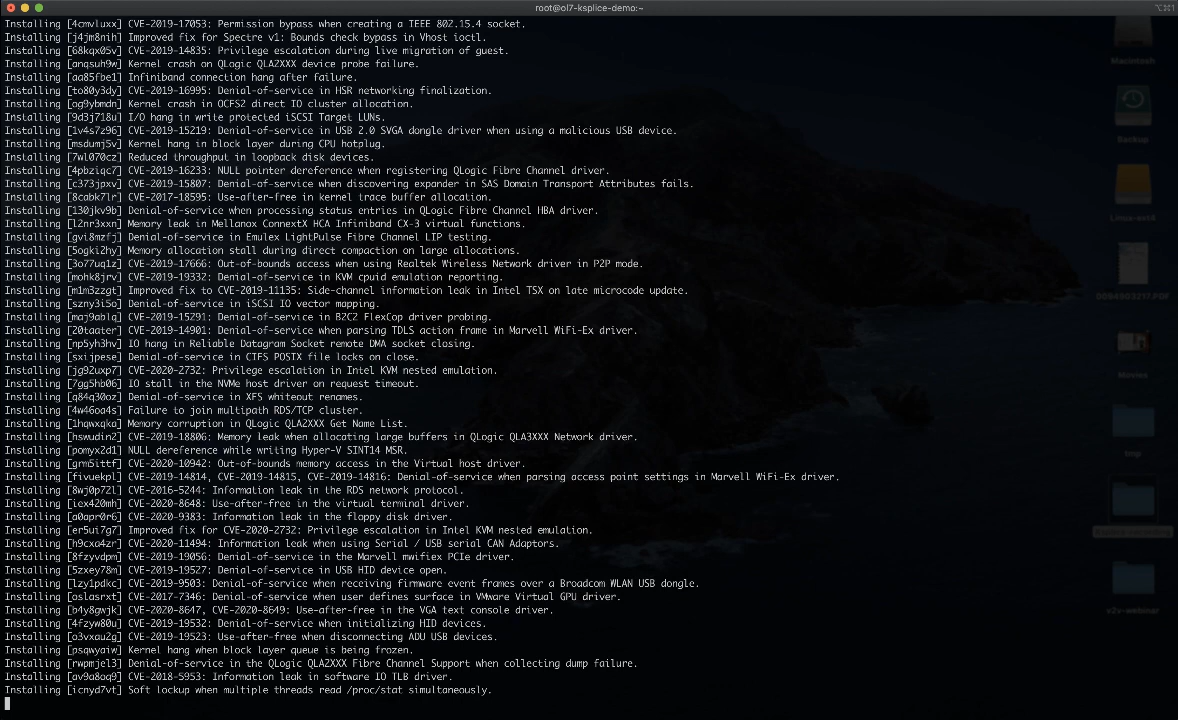 root@ol7-ksplice-demo:~
⌥⌘1
Installing [4cmvluxx] CVE-2019-17053: Permission bypass when creating a IEEE 802.15.4 socket.
Installing [j4jm8nih] Improved fix for Spectre v1: Bounds check bypass in Vhost ioctl.
Installing [68kqx05v] CVE-2019-14835: Privilege escalation during live migration of guest.
Installing [anqsuh9w] Kernel crash on QLogic QLA2XXX device probe failure.
Installing [aa85fbe1] Infiniband connection hang after failure.
Installing [to80y3dy] CVE-2019-16995: Denial-of-service in HSR networking finalization.
Installing [og9ybmdn] Kernel crash in OCFS2 direct IO cluster allocation.
Installing [9d3j718u] I/O hang in write protected iSCSI Target LUNs.
Installing [1v4s7z96] CVE-2019-15219: Denial-of-service in USB 2.0 SVGA dongle driver when using a malicious USB device.
Installing [msdumj5v] Kernel hang in block layer during CPU hotplug.
Installing [7wl070cz] Reduced throughput in loopback disk devices.
Installing [4pbziqc7] CVE-2019-16233: NULL pointer dereference when registering QLogic Fibre Channel driver.
Installing [c373jpxv] CVE-2019-15807: Denial-of-service when discovering expander in SAS Domain Transport Attributes fails.
Installing [8cabk7lr] CVE-2017-18595: Use-after-free in kernel trace buffer allocation.
Installing [130jkv9b] Denial-of-service when processing status entries in QLogic Fibre Channel HBA driver.
Installing [l2nr3xxn] Memory leak in Mellanox ConnectX HCA Infiniband CX-3 virtual functions.
Installing [gvi8mzfj] Denial-of-service in Emulex LightPulse Fibre Channel LIP testing.
Installing [5ogki2hy] Memory allocation stall during direct compaction on large allocations.
Installing [3o77uq1z] CVE-2019-17666: Out-of-bounds access when using Realtek Wireless Network driver in P2P mode.
Installing [mohk8jrv] CVE-2019-19332: Denial-of-service in KVM cpuid emulation reporting.
Installing [m1m3zzgt] Improved fix to CVE-2019-11135: Side-channel information leak in Intel TSX on late microcode update.
Installing [szny3i5o] Denial-of-service in iSCSI IO vector mapping.
Installing [maj9ablq] CVE-2019-15291: Denial-of-service in B2C2 FlexCop driver probing.
Installing [20taater] CVE-2019-14901: Denial-of-service when parsing TDLS action frame in Marvell WiFi-Ex driver.
Installing [np5yh3hv] IO hang in Reliable Datagram Socket remote DMA socket closing.
Installing [sxijpese] Denial-of-service in CIFS POSIX file locks on close.
Installing [jg92uxp7] CVE-2020-2732: Privilege escalation in Intel KVM nested emulation.
Installing [7gg5hb06] IO stall in the NVMe host driver on request timeout.
Installing [q84q30oz] Denial-of-service in XFS whiteout renames.
Installing [4w46oa4s] Failure to join multipath RDS/TCP cluster.
Installing [1hqwxqko] Memory corruption in QLogic QLA2XXX Get Name List.
Installing [hswudin2] CVE-2019-18806: Memory leak when allocating large buffers in QLogic QLA3XXX Network driver.
Installing [pomyx2d1] NULL dereference while writing Hyper-V SINT14 MSR.
Installing [grm5ittf] CVE-2020-10942: Out-of-bounds memory access in the Virtual host driver.
Installing [fivuekpl] CVE-2019-14814, CVE-2019-14815, CVE-2019-14816: Denial-of-service when parsing access point settings in Marvell WiFi-Ex driver.
Installing [8wj0p72l] CVE-2016-5244: Information leak in the RDS network protocol.
Installing [iex420mh] CVE-2020-8648: Use-after-free in the virtual terminal driver.
Installing [a0apr0r6] CVE-2020-9383: Information leak in the floppy disk driver.
Installing [er5ui7g7] Improved fix for CVE-2020-2732: Privilege escalation in Intel KVM nested emulation.
Installing [h9cxa4zr] CVE-2020-11494: Information leak when using Serial / USB serial CAN Adaptors.
Installing [8fzyvdpm] CVE-2019-19056: Denial-of-service in the Marvell mwifiex PCIe driver.
Installing [5zxey78m] CVE-2019-19527: Denial-of-service in USB HID device open.
Installing [lzy1pdkc] CVE-2019-9503: Denial-of-service when receiving firmware event frames over a Broadcom WLAN USB dongle.
Installing [oslasrxt] CVE-2017-7346: Denial-of-service when user defines surface in VMware Virtual GPU driver.
Installing [b4y8gwjk] CVE-2020-8647, CVE-2020-8649: Use-after-free in the VGA text console driver.
Installing [4fzyw80u] CVE-2019-19532: Denial-of-service when initializing HID devices.
Installing [o3vxau2g] CVE-2019-19523: Use-after-free when disconnecting ADU USB devices.
Installing [psqwyaiw] Kernel hang when block layer queue is being frozen.
Installing [rwpmjel3] Denial-of-service in the QLogic QLA2XXX Fibre Channel Support when collecting dump failure.
Installing [av9a8oq9] CVE-2018-5953: Information leak in software IO TLB driver.
Installing [icnyd7vt] Soft lockup when multiple threads read /proc/stat simultaneously.
Macintosh
Backup
Linux-ext4
0094903217.PDF
Movies
tmp
v2v-webinar